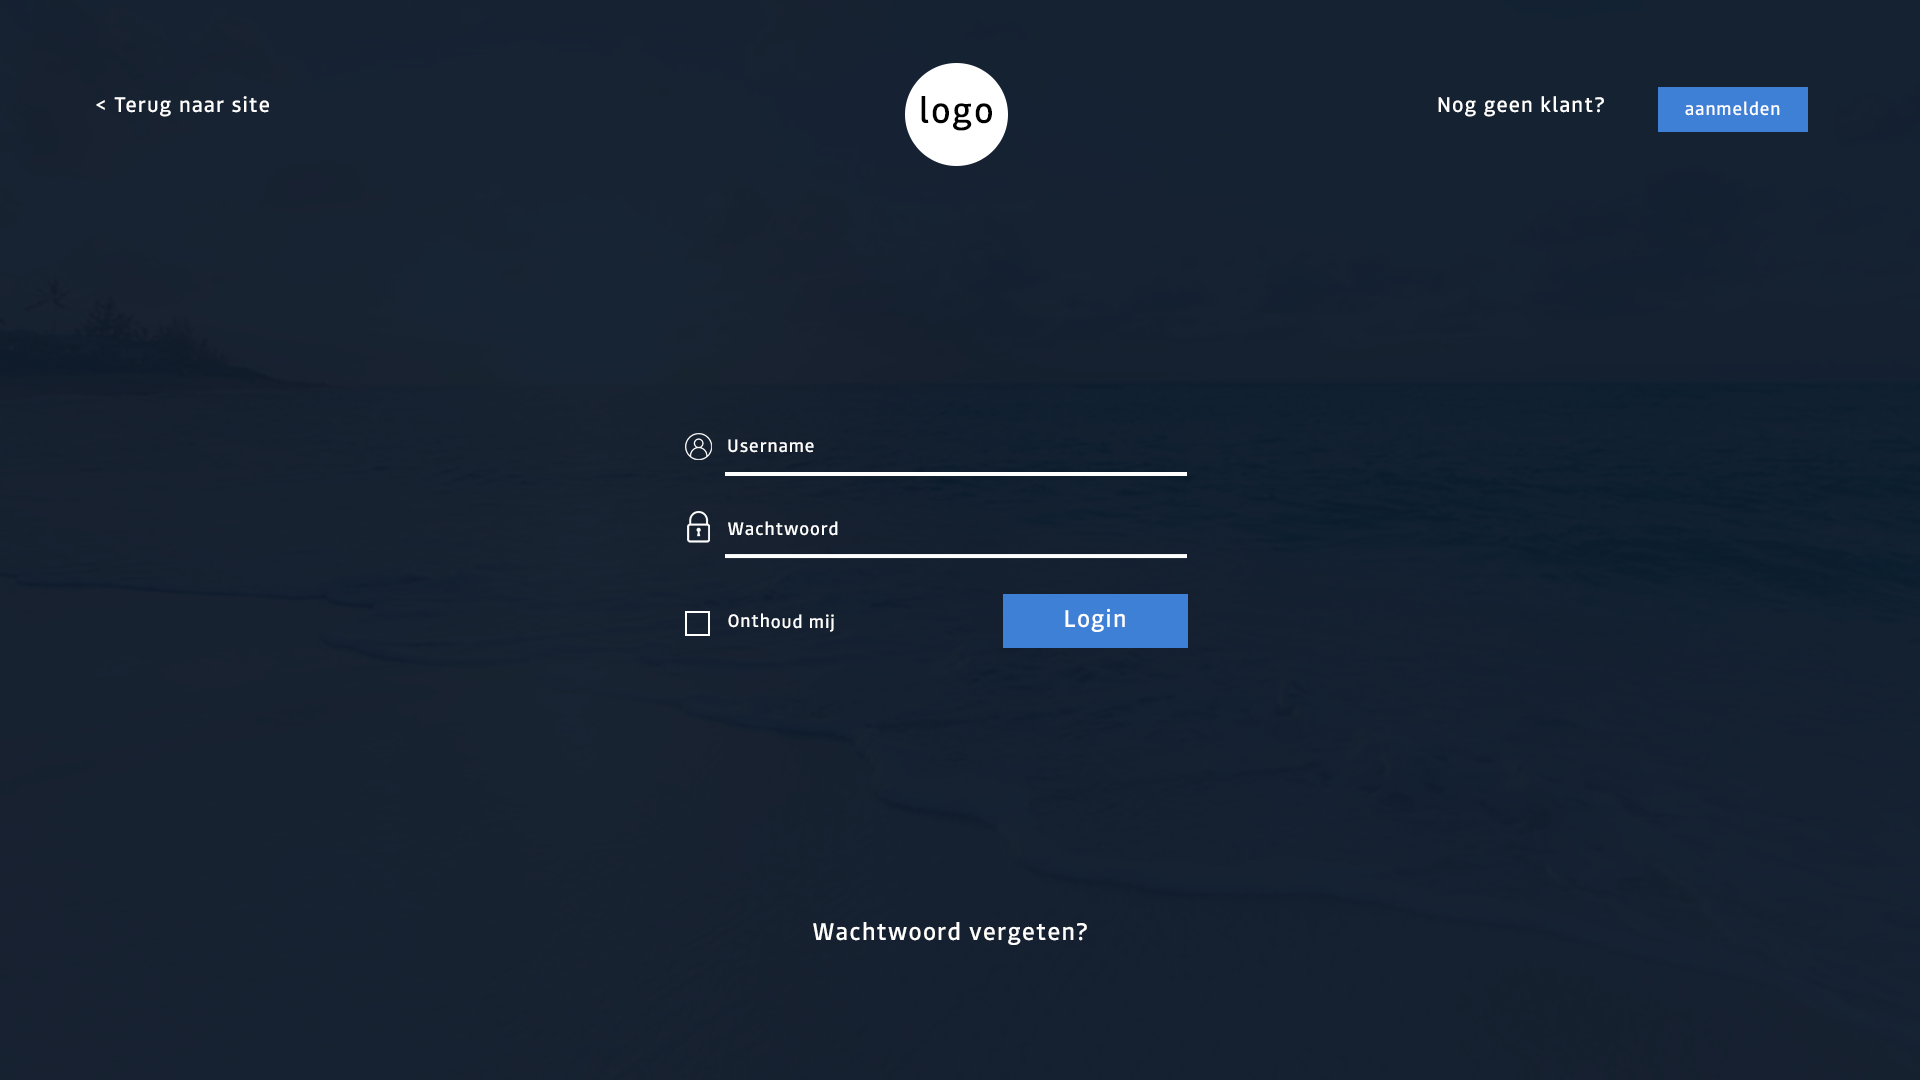 < Terug naar site
logo
Nog geen klant?
aanmelden
Username
Wachtwoord
Onthoud mij
Login
Wachtwoord vergeten?